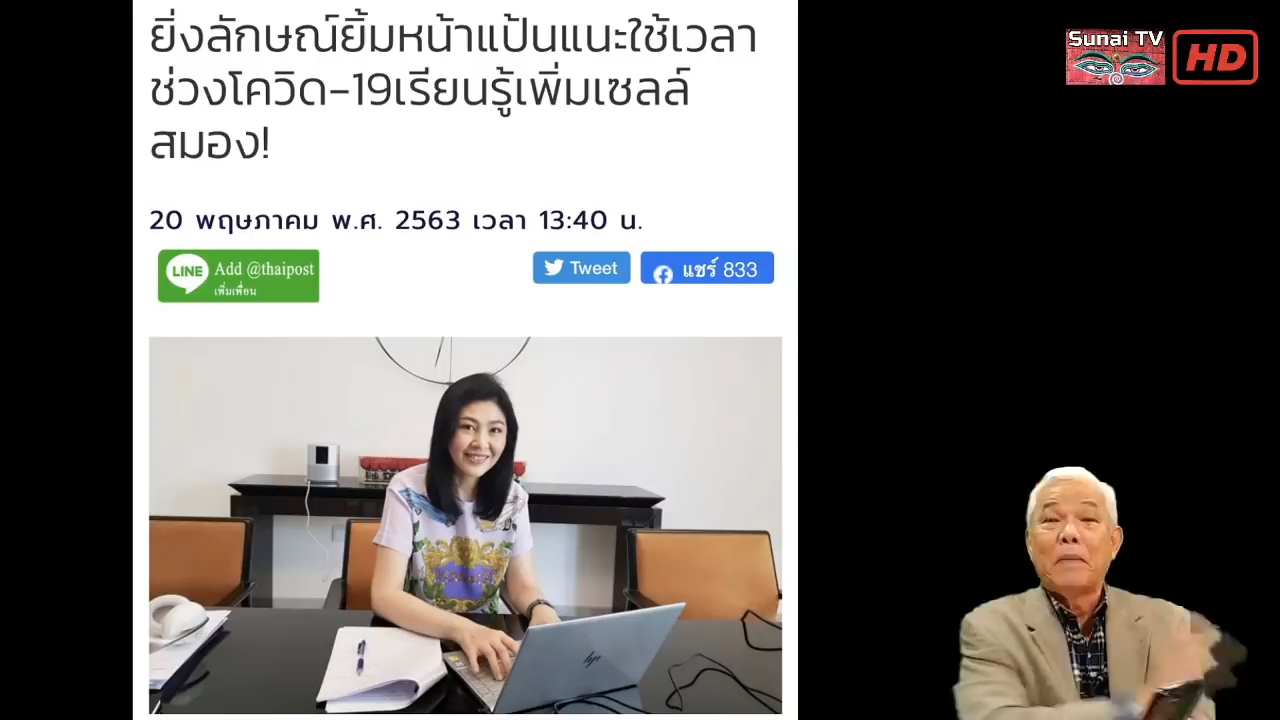 ยิ่งลักษณ์ยิ้มหน้าแป้นแนะใช้เวลา
ช่วงโควิด-19เรียนรู้เพิ่มเซลล์
สมอง!
20 พฤษภาคม พ.ศ. 2563 เวลา 13:40 น.
LINE Add @thaipost
เพิ่มเพื่อน
Tweet
แชร์ 833
Sunai TV
HD
hp